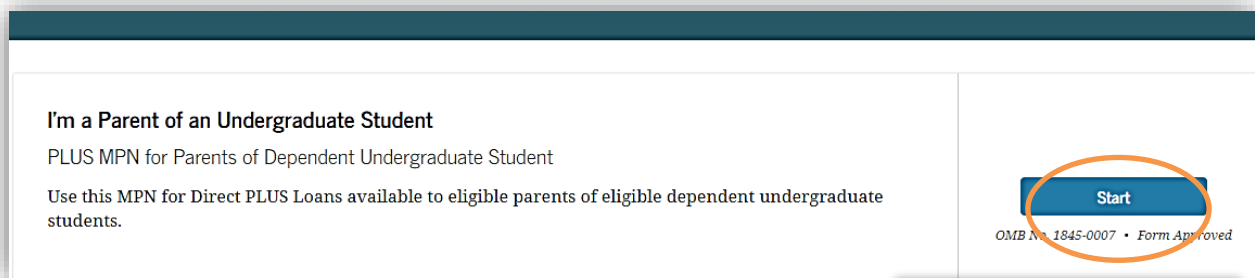 I'm a Parent of an Undergraduate Student
PLUS MPN for Parents of Dependent Undergraduate Student
Use this MPN for Direct PLUS Loans available to eligible parents of eligible dependent undergraduate
students.
Start
OMB No. 1845-0007 • Form Approved